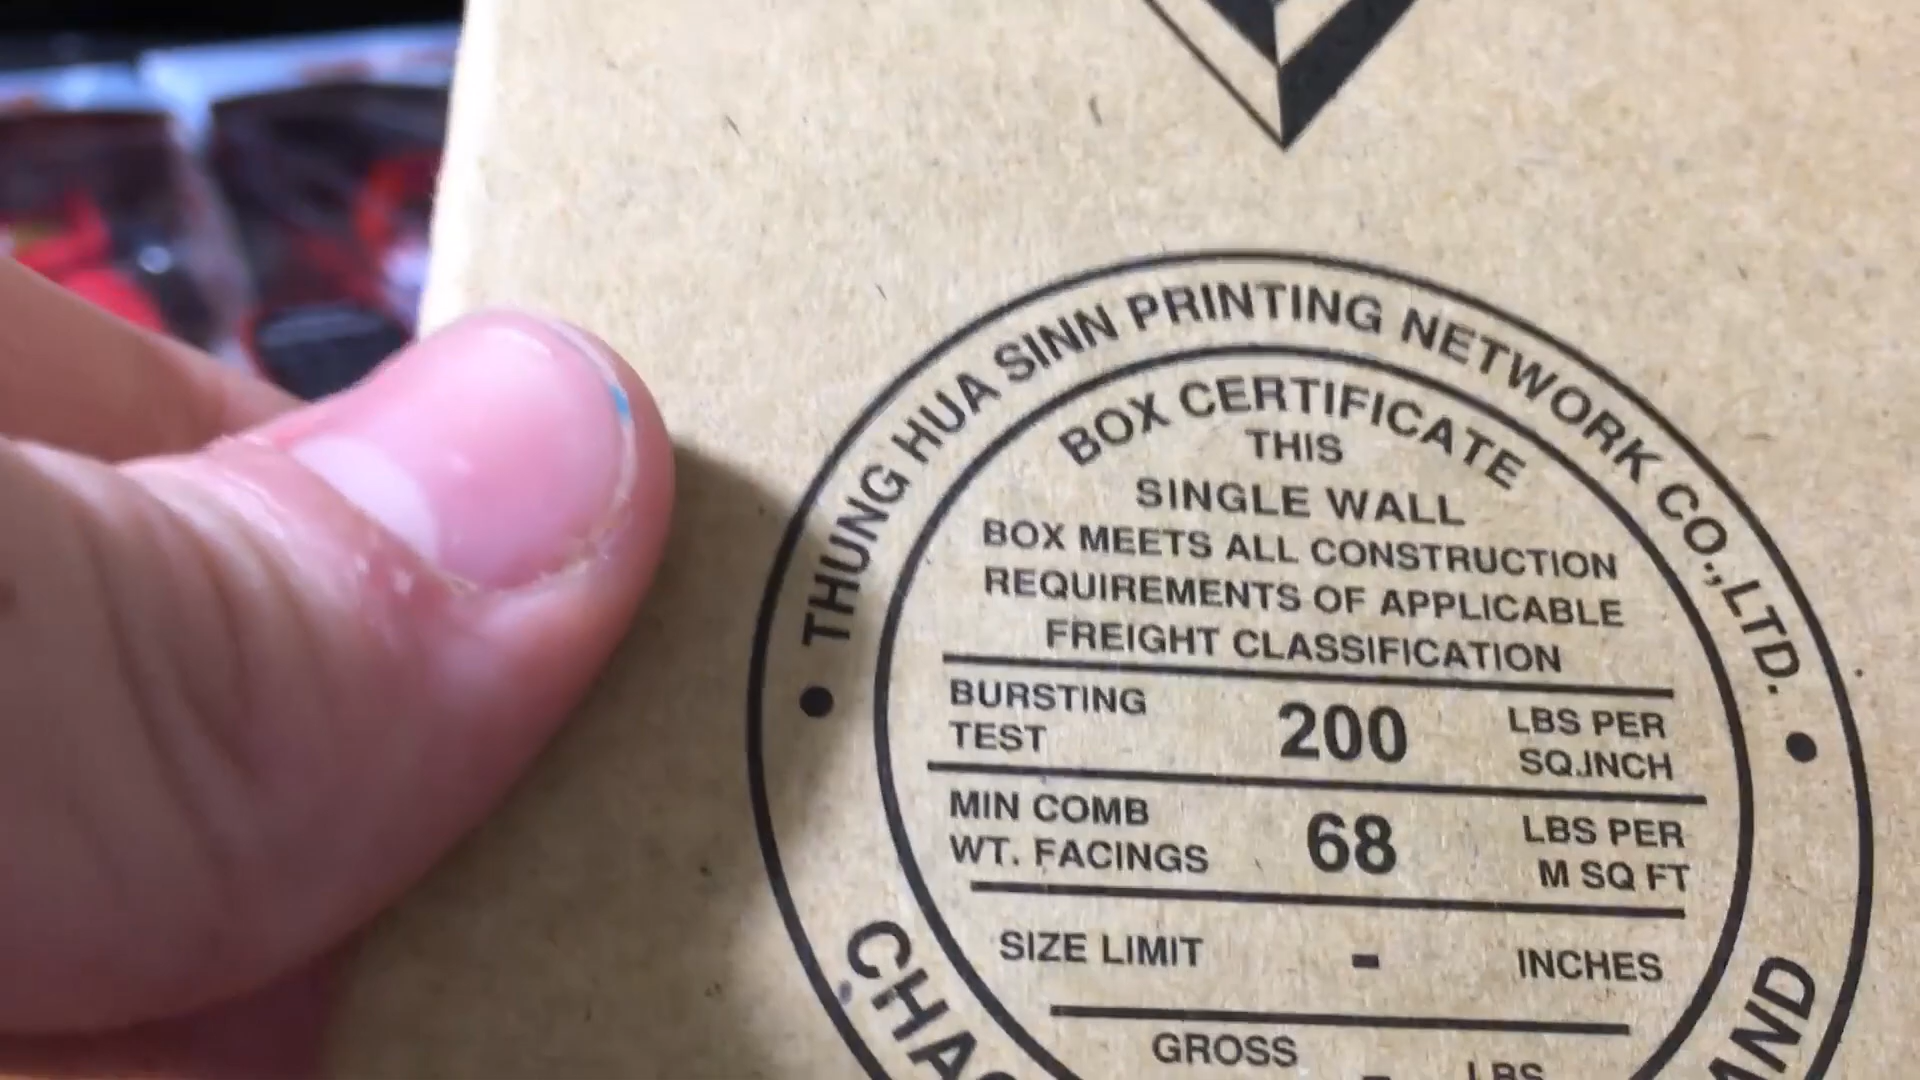 THUNG HUA SINN PRINTING NETWORK CO.,LTD.
BOX CERTIFICATE
THIS
SINGLE WALL
BOX MEETS ALL CONSTRUCTION
REQUIREMENTS OF APPLICABLE
FREIGHT CLASSIFICATION
BURSTING TEST 200 LBS PER SQ.INCH
MIN COMB WT. FACINGS 68 LBS PER M SQ FT
SIZE LIMIT - INCHES
GROSS LBS